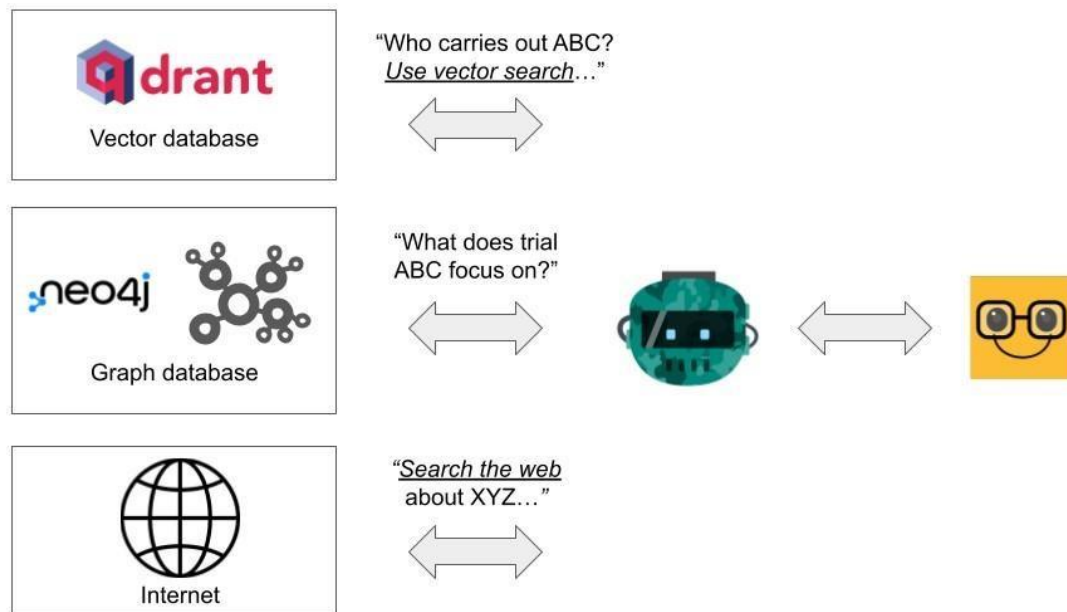 qdrant
Vector database
“Who carries out ABC?
Use vector search…”
neo4j
Graph database
“What does trial
ABC focus on?”
Internet
“Search the web
about XYZ…”